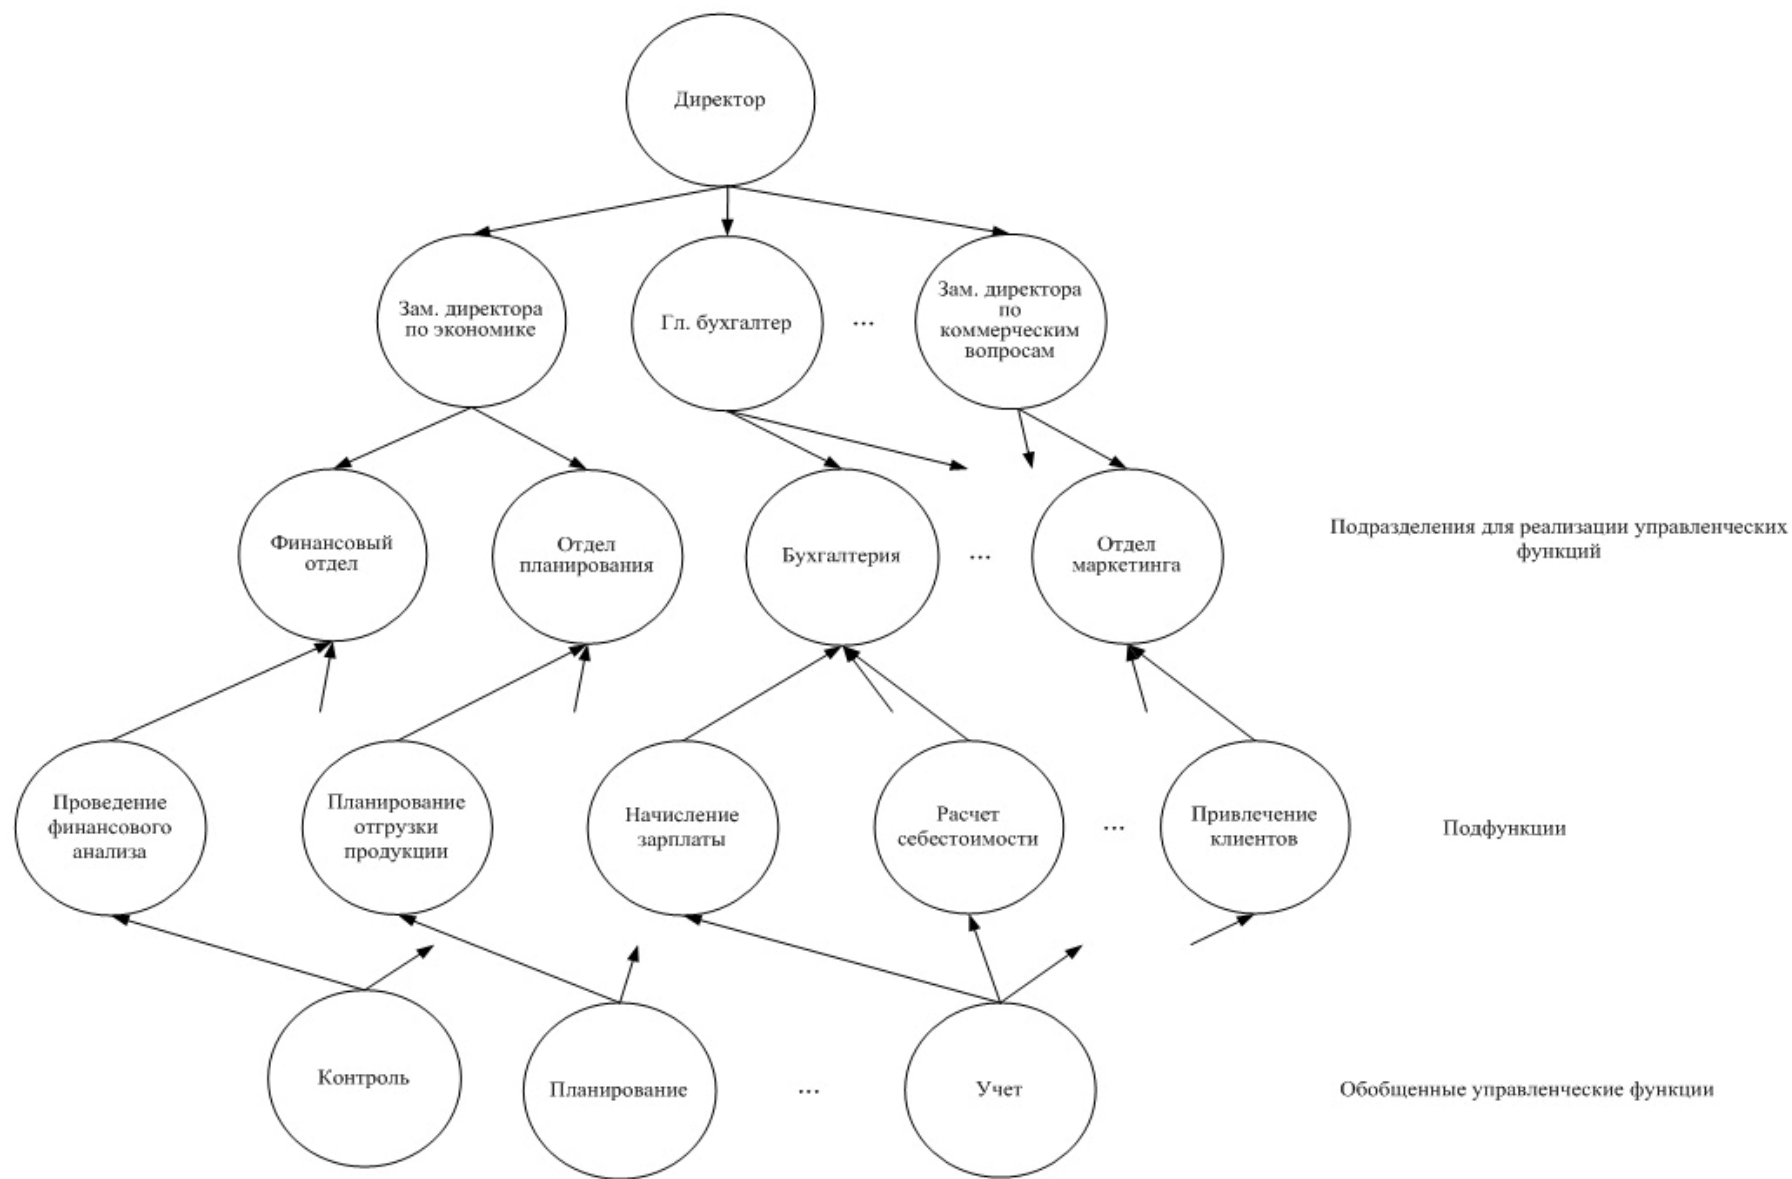 Директор
Зам. директора
по экономике
Гл. бухгалтер
...
Зам. директора
по
коммерческим
вопросам
Финансовый
отдел
Отдел
планирования
Бухгалтерия
...
Отдел
маркетинга
Подразделения для реализации управленческих
функций
Проведение
финансового
анализа
Планирование
отгрузки
продукции
Начисление
зарплаты
Расчет
себестоимости
...
Привлечение
клиентов
Подфункции
Контроль
Планирование
...
Учет
Обобщенные управленческие функции